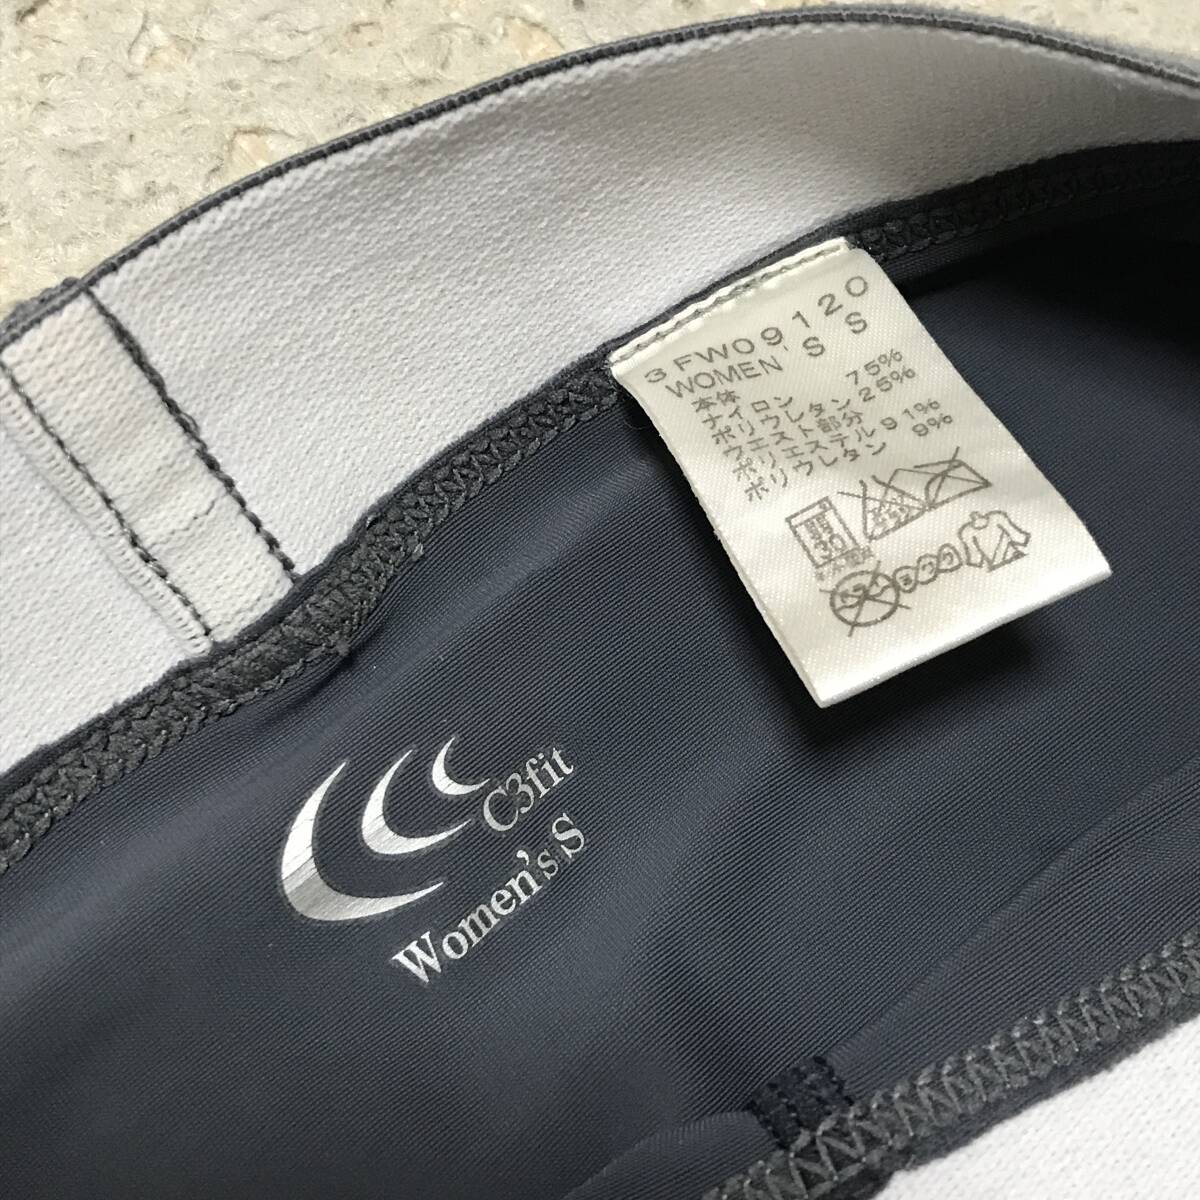 3FW09120
WOMEN'S S
本体
ナイロン 75%
ポリウレタン 25%
ウエスト部分
ポリエステル 91%
ポリウレタン 9%
30
C3fit
Women's S